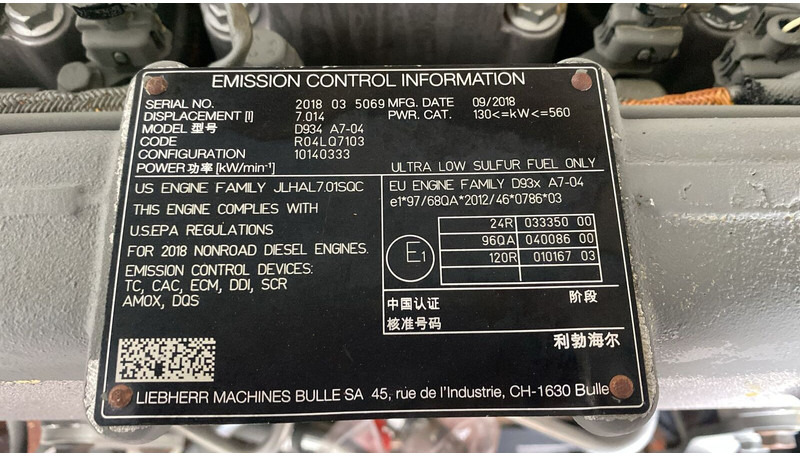 EMISSION CONTROL INFORMATION
SERIAL NO. 2018 03 5069 MFG. DATE 09/2018
DISPLACEMENT [l] 7.014 PWR. CAT. 130<=kW<=560
MODEL 型号 D934 A7-04
CODE R04LQ7103
CONFIGURATION 10140333
POWER 功率 [kW/min⁻¹] ULTRA LOW SULFUR FUEL ONLY
US ENGINE FAMILY JLHAL7.01SQC
THIS ENGINE COMPLIES WITH
U.S.EPA REGULATIONS
FOR 2018 NONROAD DIESEL ENGINES.
EMISSION CONTROL DEVICES:
TC, CAC, ECM, DDI, SCR
AMOX, DQS
EU ENGINE FAMILY D93x A7-04
e1*97/68QA*2012/46*0786*03
E1
24R 033350 00
96QA 040086 00
120R 010167 03
中国认证 阶段
核准号码
利勃海尔
LIEBHERR MACHINES BULLE SA 45, rue de l'Industrie, CH-1630 Bulle